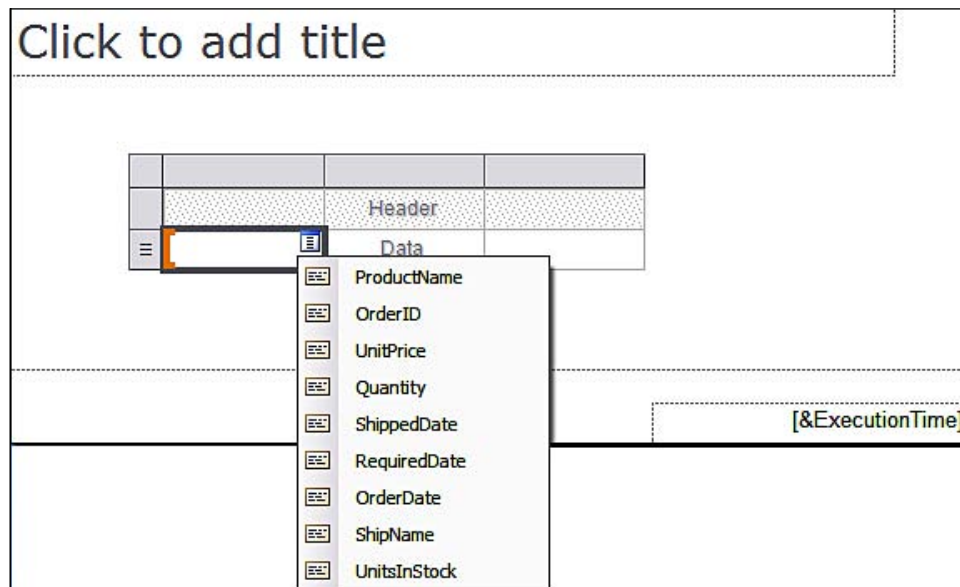 Click to add title
Header
Data
ProductName
OrderID
UnitPrice
Quantity
ShippedDate
[&ExecutionTime]
RequiredDate
OrderDate
ShipName
UnitsInStock